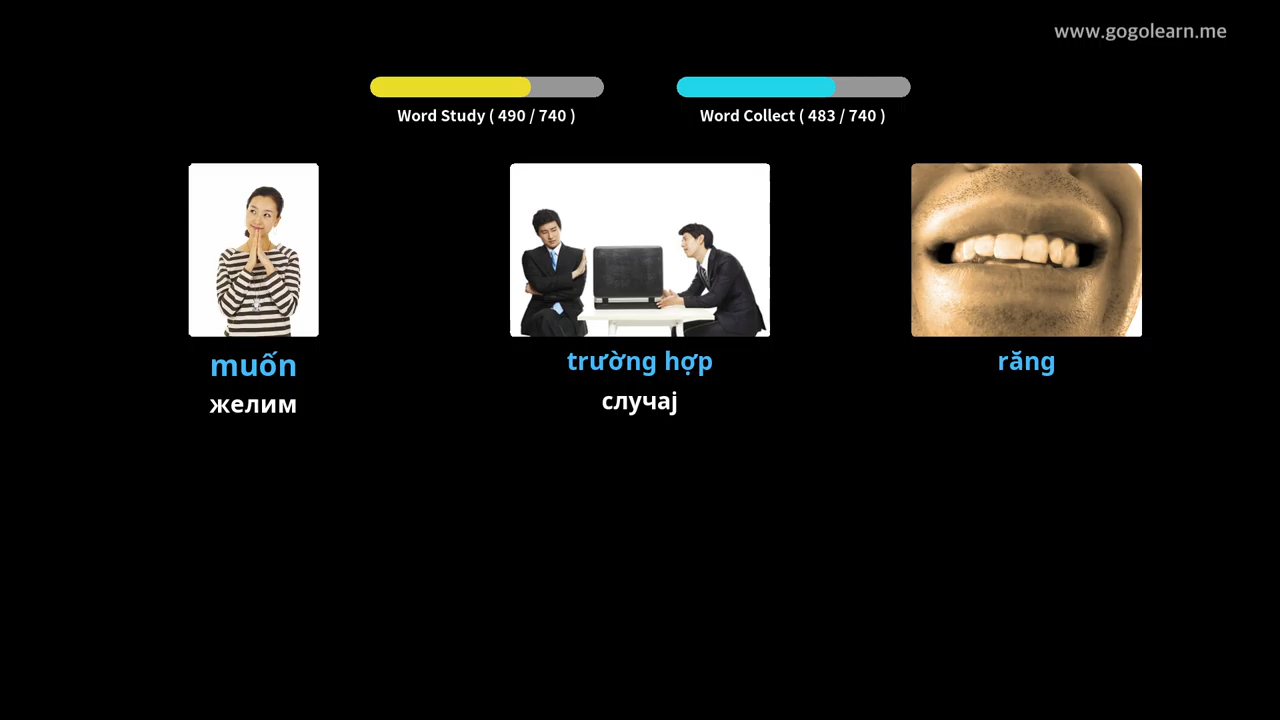 www.gogolearn.me
Word Study ( 490 / 740 )
Word Collect ( 483 / 740 )
muốn
желим
trường hợp
случај
răng